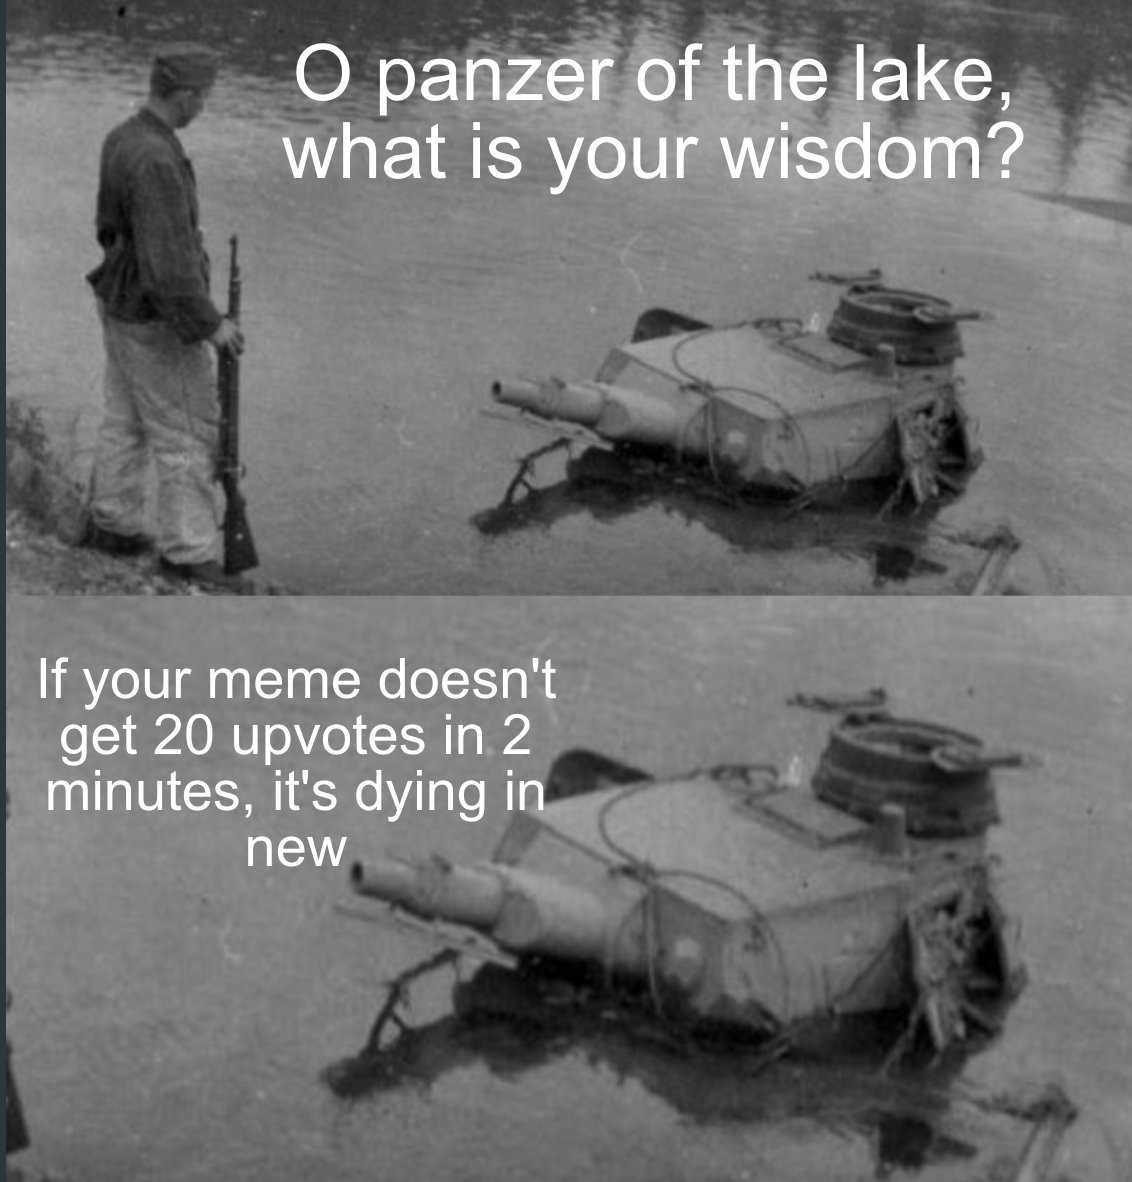 O panzer of the lake,
what is your wisdom?
If your meme doesn't
get 20 upvotes in 2
minutes, it's dying in
new